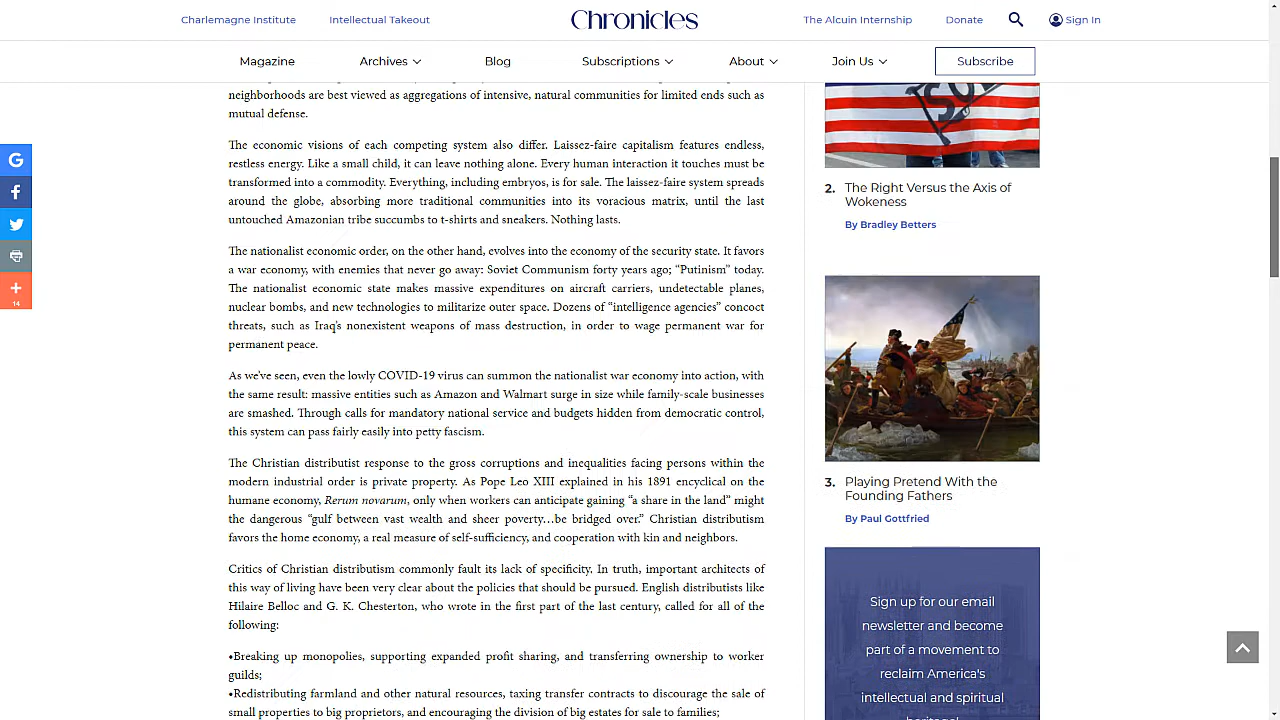 Charlemagne Institute
Intellectual Takeout
Chronicles
The Alcuin Internship
Donate
Sign In
Magazine
Archives
Blog
Subscriptions
About
Join Us
Subscribe
neighborhoods, might be viewed as aggregations of intensive, natural communities for limited ends such as
mutual defense.
The economic visions of each competing system also differ. Laissez-faire capitalism features endless,
restless energy. Like a small child, it can leave nothing alone. Every human interaction it touches must be
transformed into a commodity. Everything, including embryos, is for sale. The laissez-faire system spreads
around the globe, absorbing more traditional communities into its voracious matrix, until the last
untouched Amazonian tribe succumbs to t-shirts and sneakers. Nothing lasts.
The nationalist economic order, on the other hand, evolves into the economy of the security state. It favors
a war economy, with enemies that never go away: Soviet Communism forty years ago; “Putinism” today.
The nationalist economic state makes massive expenditures on aircraft carriers, undetectable planes,
nuclear bombs, and new technologies to militarize outer space. Dozens of “intelligence agencies” concoct
threats, such as Iraq’s nonexistent weapons of mass destruction, in order to wage permanent war for
permanent peace.
As we’ve seen, even the lowly COVID-19 virus can summon the nationalist war economy into action, with
the same result: massive entities such as Amazon and Walmart surge in size while family-scale businesses
are smashed. Through calls for mandatory national service and budgets hidden from democratic control,
this system can pass fairly easily into petty fascism.
The Christian distributist response to the gross corruptions and inequalities facing persons within the
modern industrial order is private property. As Pope Leo XIII explained in his 1891 encyclical on the
humane economy, Rerum novarum, only when workers can anticipate gaining “a share in the land” might
the dangerous “gulf between vast wealth and sheer poverty…be bridged over.” Christian distributism
favors the home economy, a real measure of self-sufficiency, and cooperation with kin and neighbors.
Critics of Christian distributism commonly fault its lack of specificity. In truth, important architects of
this way of living have been very clear about the policies that should be pursued. English distributists like
Hilaire Belloc and G. K. Chesterton, who wrote in the first part of the last century, called for all of the
following:
•Breaking up monopolies, supporting expanded profit sharing, and transferring ownership to worker
guilds;
•Redistributing farmland and other natural resources, taxing transfer contracts to discourage the sale of
small properties to big proprietors, and encouraging the division of big estates for sale to families;
14
SOL
2. The Right Versus the Axis of
Wokeness
By Bradley Betters
3. Playing Pretend With the
Founding Fathers
By Paul Gottfried
Sign up for our email
newsletter and become
part of a movement to
reclaim America's
intellectual and spiritual
heritage!